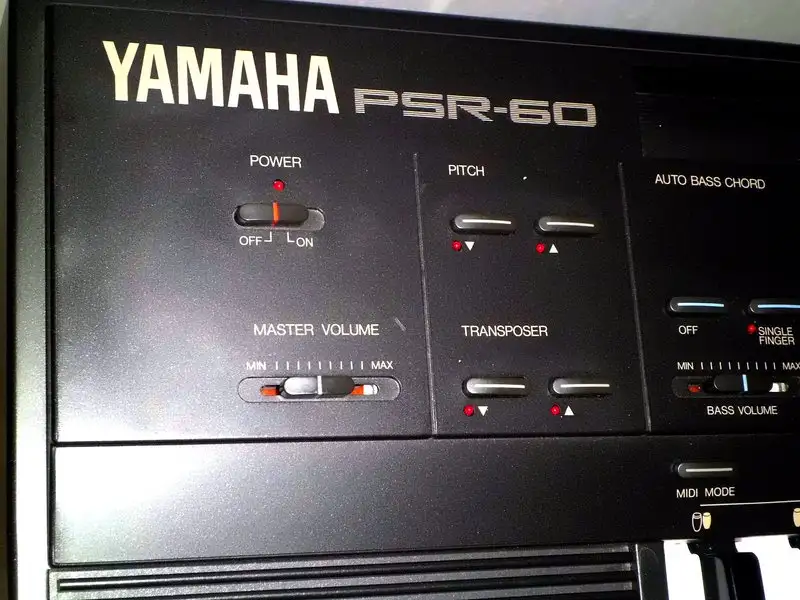 YAMAHA PSR-60
POWER
OFF ON
MASTER VOLUME
MIN MAX
PITCH
▼ ▲
TRANSPOSER
▼ ▲
AUTO BASS CHORD
OFF
SINGLE
FINGER
MIN MAX
BASS VOLUME
MIDI MODE